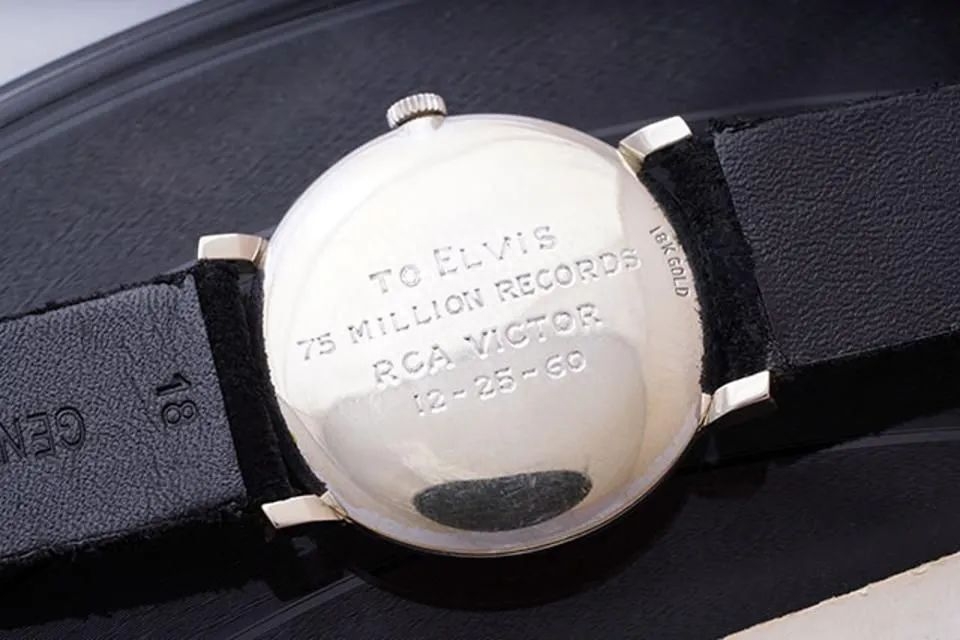 TO ELVIS
75 MILLION RECORDS
RCA VICTOR
12-25-60
18K GOLD
18